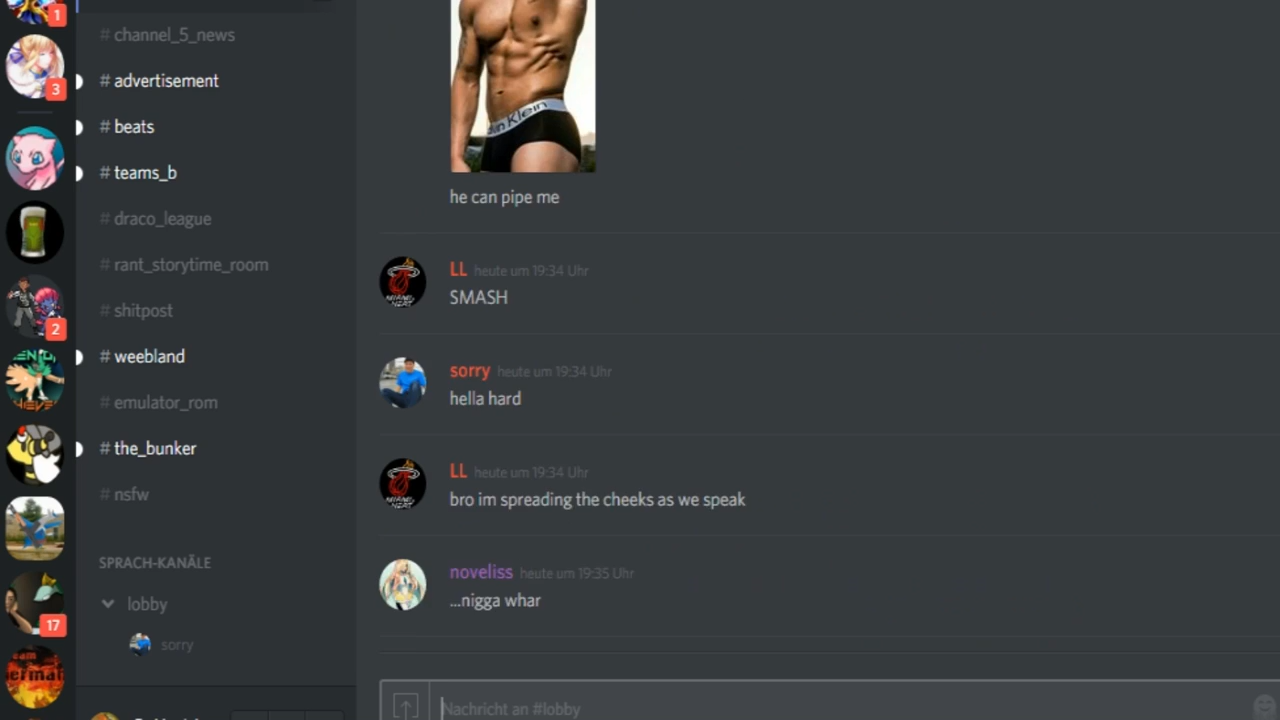 1
# channel_5_news
3
# advertisement
# beats
# teams_b
# draco_league
# rant_storytime_room
# shitpost
2
# weebland
# emulator_rom
# the_bunker
# nsfw
SPRACH-KANÄLE
lobby
17
sorry
Klein
he can pipe me
LL heute um 19:34 Uhr
SMASH
sorry heute um 19:34 Uhr
hella hard
LL heute um 19:34 Uhr
bro im spreading the cheeks as we speak
noveliss heute um 19:35 Uhr
...nigga whar
Nachricht an #lobby